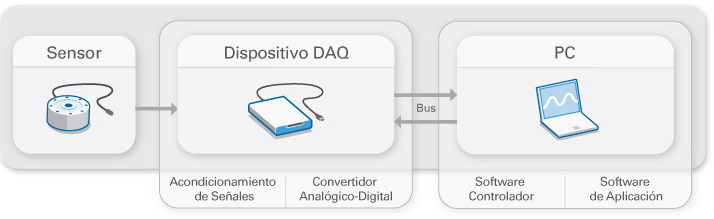 Sensor
Dispositivo DAQ
PC
Bus
Acondicionamiento
de Señales
Convertidor
Analógico-Digital
Software
Controlador
Software
de Aplicación